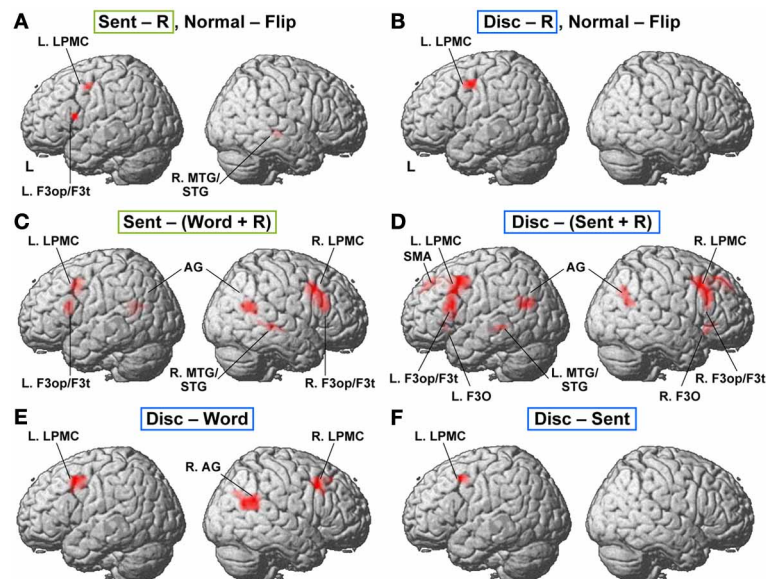 A Sent – R, Normal – Flip
L. LPMC
L
L. F3op/F3t
R. MTG/
STG
B Disc – R, Normal – Flip
L. LPMC
L
C Sent – (Word + R)
L. LPMC
AG
R. LPMC
L
L. F3op/F3t
R. MTG/
STG
R. F3op/F3t
D Disc – (Sent + R)
L. LPMC
SMA
AG
R. LPMC
L. F3op/F3t
L. F3O
L. MTG/
STG
R. F3O
R. F3op/F3t
E Disc – Word
L. LPMC
R. AG
R. LPMC
F Disc – Sent
L. LPMC